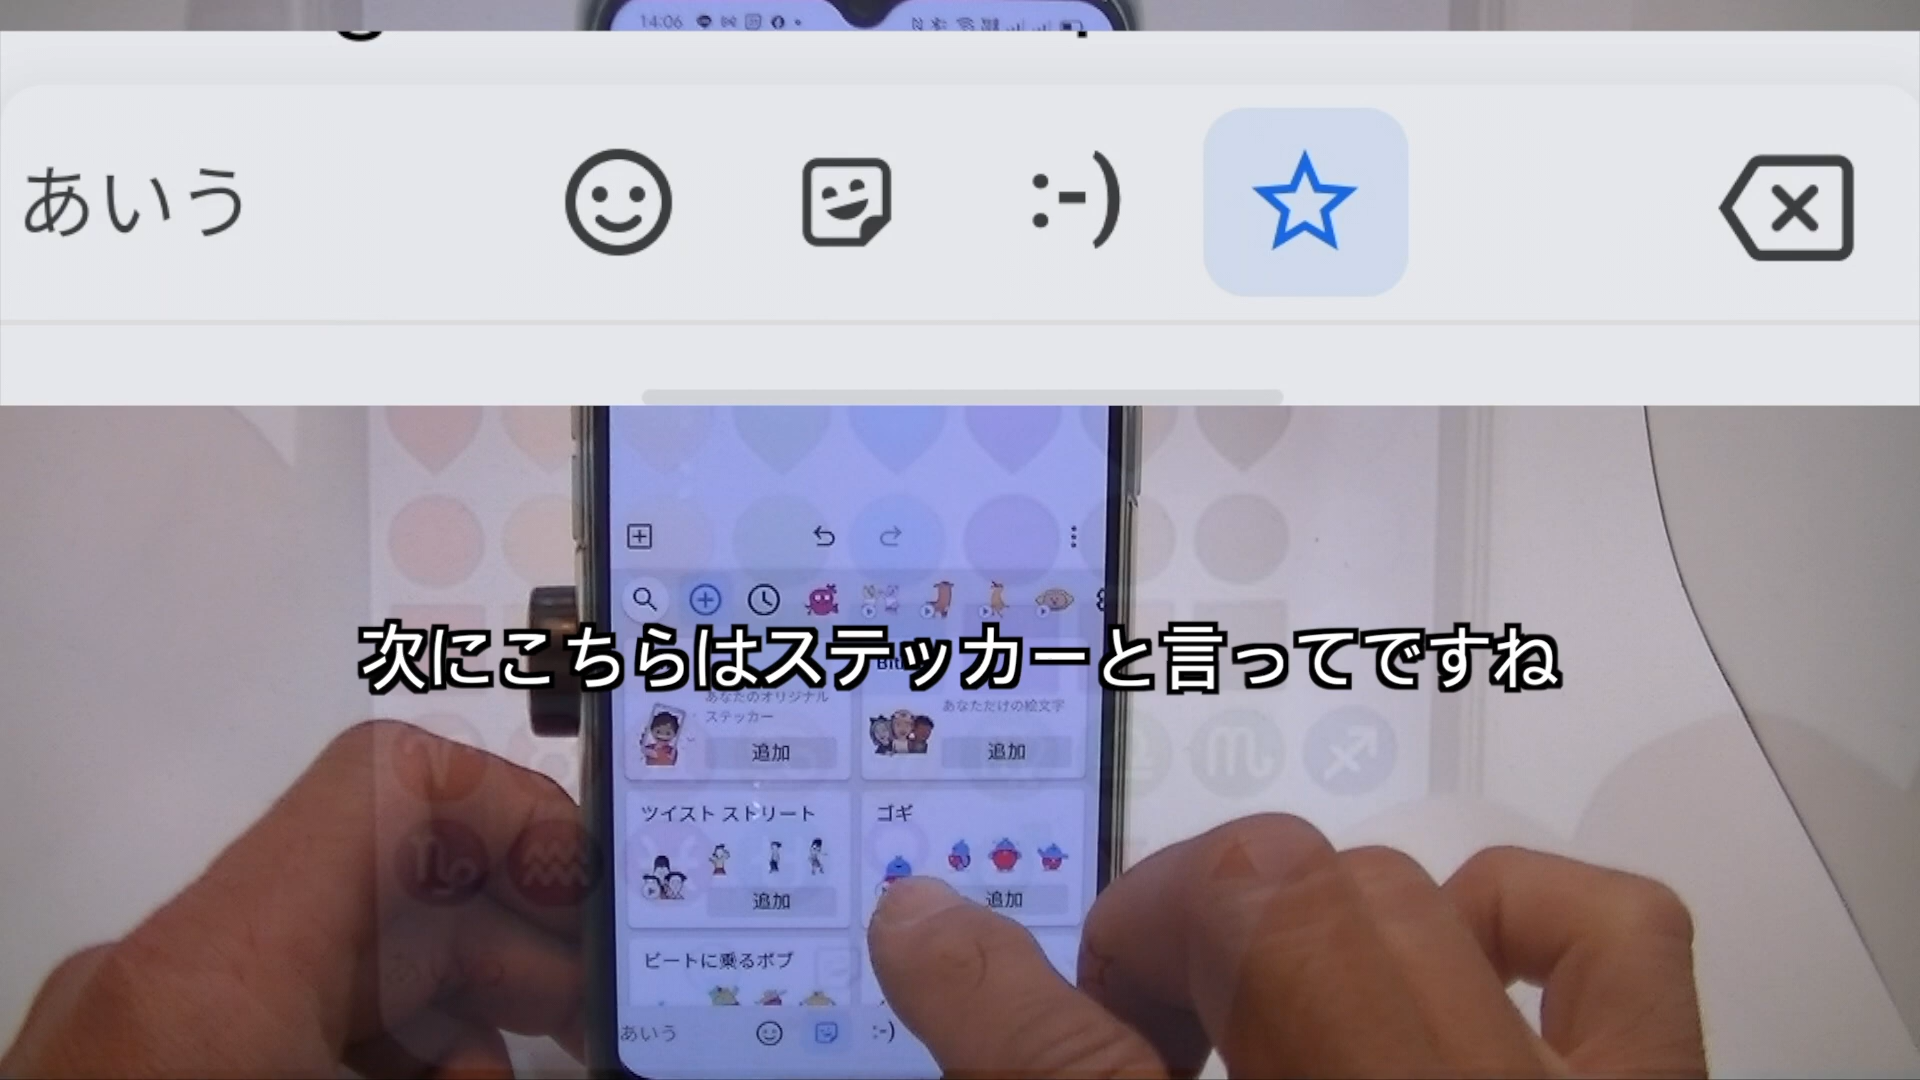 14:06
あいう
:-)
次にこちらはステッカーと言ってですね
あなたのオリジナル
ステッカー
あなただけの絵文字
追加
追加
ツイスト ストリート
ゴギ
追加
追加
ビートに乗るボブ
あいう
:-)